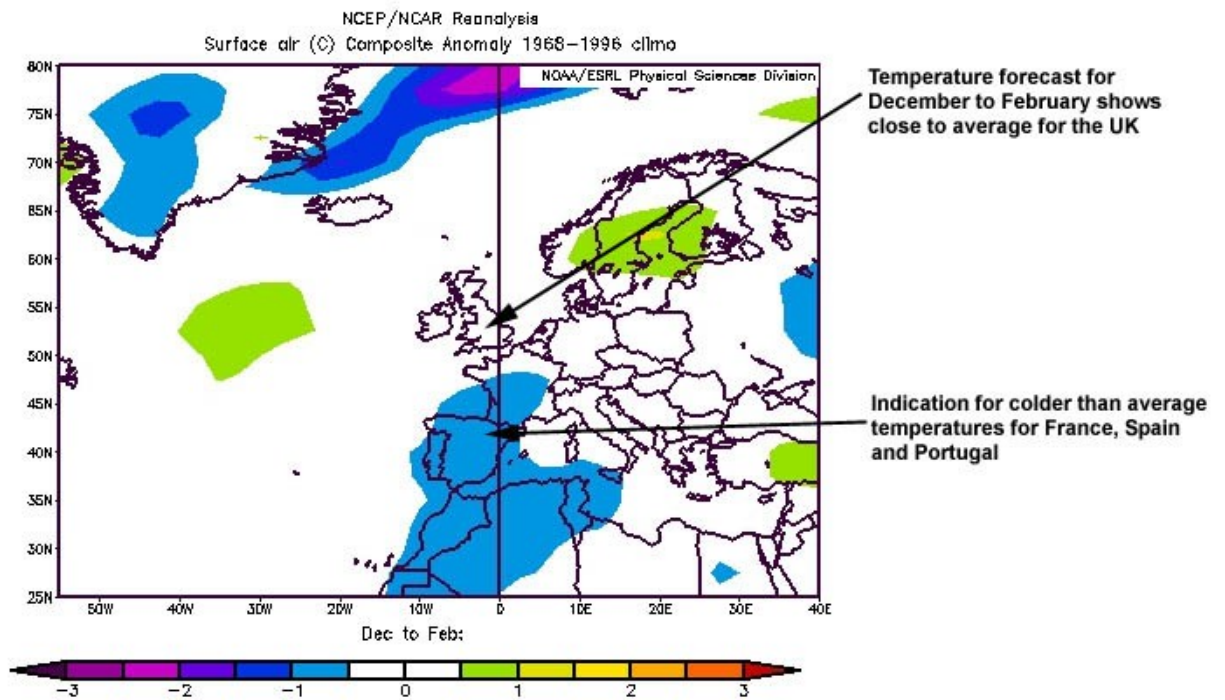 NCEP/NCAR Reanalysis
Surface air (C) Composite Anomaly 1968-1996 climo
NOAA/ESRL Physical Sciences Division
80N
75N
70N
65N
60N
55N
50N
45N
40N
35N
30N
25N
50W 40W 30W 20W 10W 0 10E 20E 30E 40E
Dec to Feb:
-3 -2 -1 0 1 2 3
Temperature forecast for
December to February shows
close to average for the UK
Indication for colder than average
temperatures for France, Spain
and Portugal